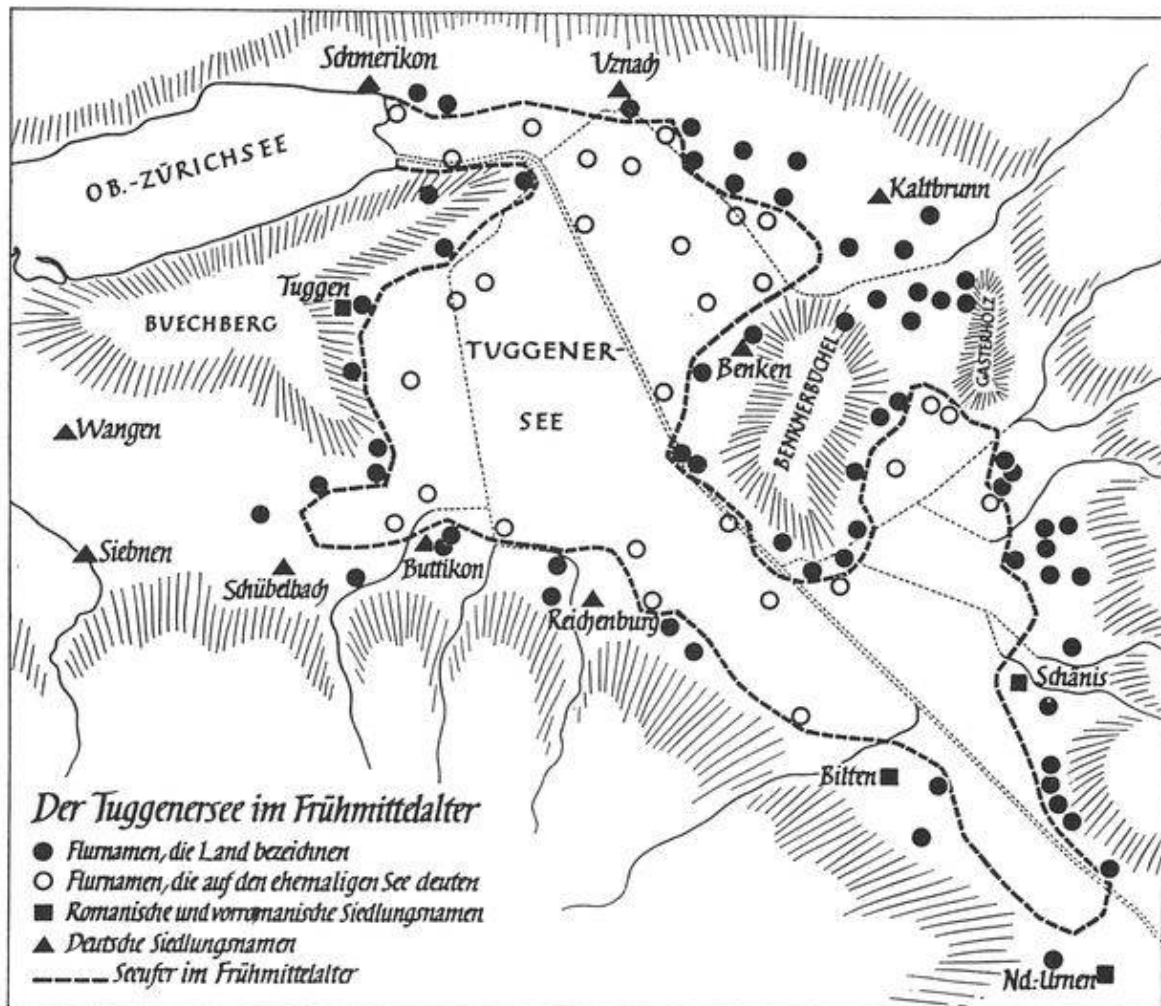 Schmerikon
Uznach
OB.-ZÜRICHSEE
Kaltbrunn
Tuggen
BUECHBERG
TUGGENER-
SEE
Benken
BENKNERBÜCHEL
GASTERHOLZ
Wangen
Siebnen
Schübelbach
Buttikon
Reichenburg
Schänis
Bilten
Nd.-Urnen
Der Tuggenersee im Frühmittelalter
Flurnamen, die Land bezeichnen
Flurnamen, die auf den ehemaligen See deuten
Romanische und vorromanische Siedlungsnamen
Deutsche Siedlungsnamen
Seeufer im Frühmittelalter